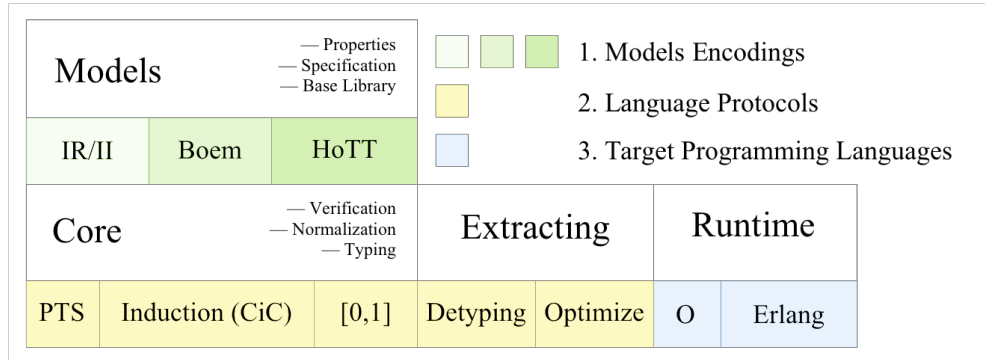 Models
— Properties
— Specification
— Base Library
1. Models Encodings
2. Language Protocols
3. Target Programming Languages
IR/II Boem HoTT
Core
— Verification
— Normalization
— Typing
Extracting
Runtime
PTS Induction (CiC) [0,1] Detyping Optimize O Erlang